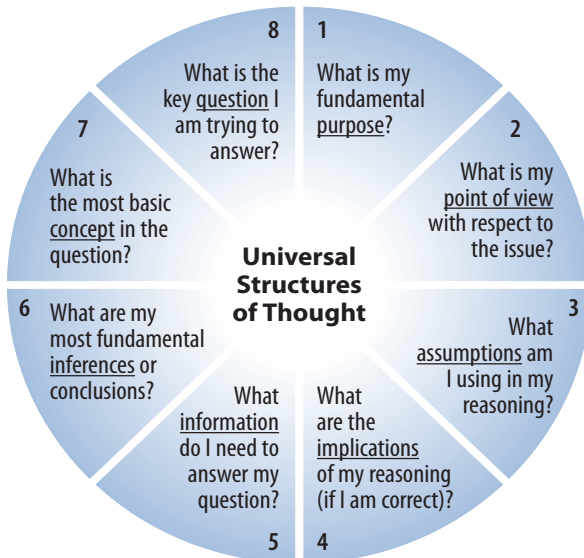 1
What is my
fundamental
purpose?
2
What is my
point of view
with respect to
the issue?
3
What
assumptions am
I using in my
reasoning?
4
What
are the
implications
of my reasoning
(if I am correct)?
5
What
information
do I need to
answer my
question?
6
What are my
most fundamental
inferences or
conclusions?
7
What is
the most basic
concept in the
question?
8
What is the
key question I
am trying to
answer?
Universal
Structures
of Thought